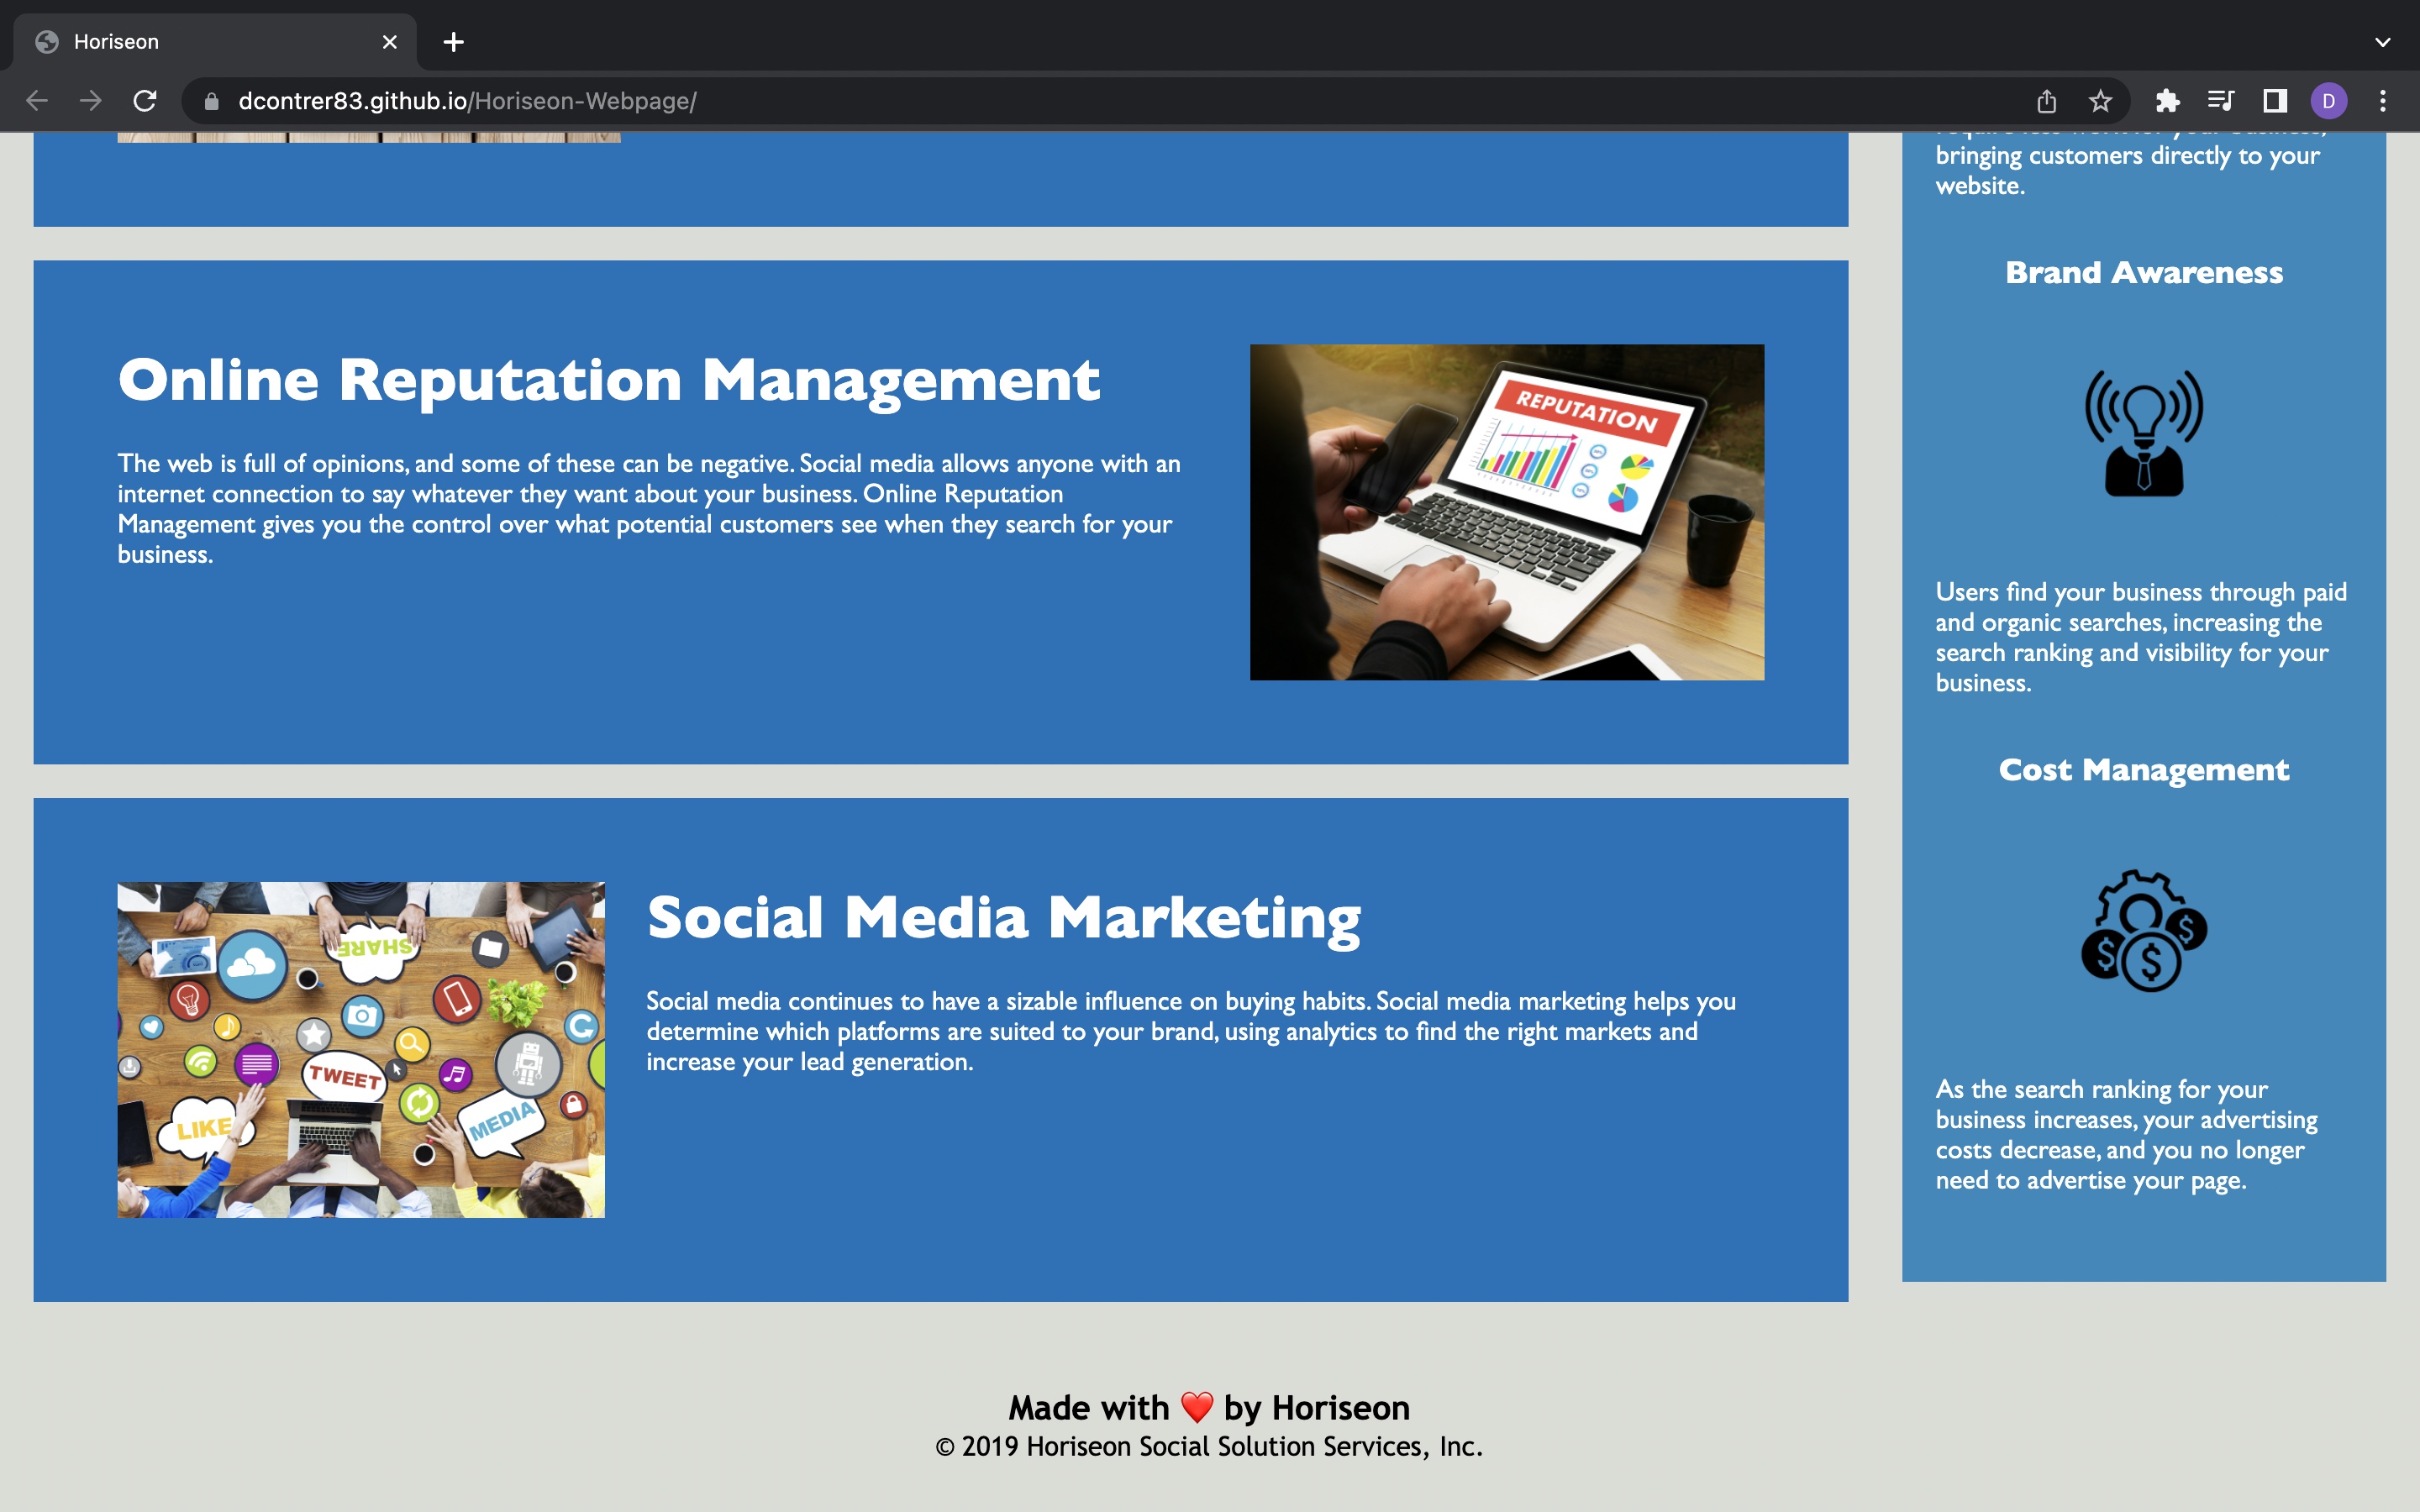 Horiseon
dcontrer83.github.io/Horiseon-Webpage/
bringing customers directly to your
website.
Online Reputation Management
The web is full of opinions, and some of these can be negative. Social media allows anyone with an
internet connection to say whatever they want about your business. Online Reputation
Management gives you the control over what potential customers see when they search for your
business.
REPUTATION
Social Media Marketing
Social media continues to have a sizable influence on buying habits. Social media marketing helps you
determine which platforms are suited to your brand, using analytics to find the right markets and
increase your lead generation.
SHARE
TWEET
LIKE
MEDIA
Brand Awareness
Users find your business through paid
and organic searches, increasing the
search ranking and visibility for your
business.
Cost Management
$ $ $
As the search ranking for your
business increases, your advertising
costs decrease, and you no longer
need to advertise your page.
Made with ❤️ by Horiseon
© 2019 Horiseon Social Solution Services, Inc.
D